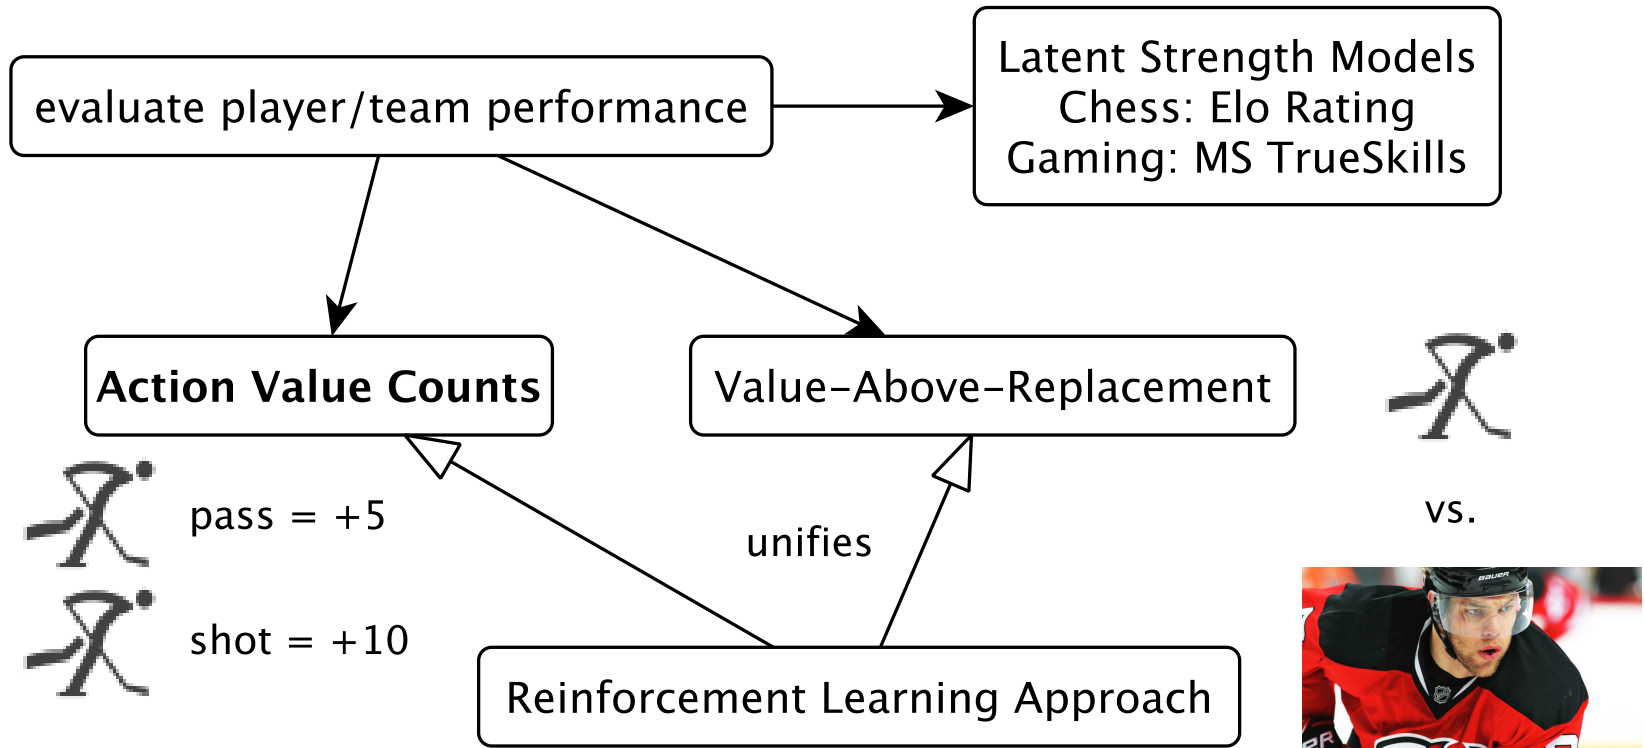 evaluate player/team performance
Latent Strength Models
Chess: Elo Rating
Gaming: MS TrueSkills
Action Value Counts
Value-Above-Replacement
pass = +5
unifies
vs.
shot = +10
Reinforcement Learning Approach
BAUER